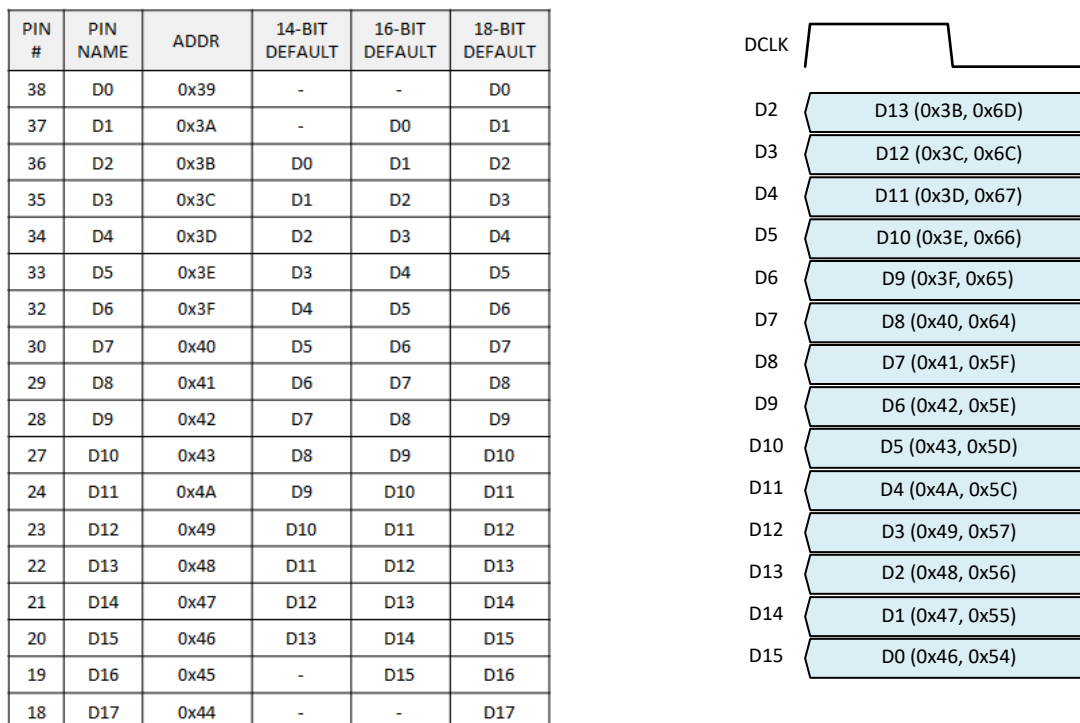 PIN # PIN NAME ADDR 14-BIT DEFAULT 16-BIT DEFAULT 18-BIT DEFAULT
38 D0 0x39 - - D0
37 D1 0x3A - D0 D1
36 D2 0x3B D0 D1 D2
35 D3 0x3C D1 D2 D3
34 D4 0x3D D2 D3 D4
33 D5 0x3E D3 D4 D5
32 D6 0x3F D4 D5 D6
30 D7 0x40 D5 D6 D7
29 D8 0x41 D6 D7 D8
28 D9 0x42 D7 D8 D9
27 D10 0x43 D8 D9 D10
24 D11 0x4A D9 D10 D11
23 D12 0x49 D10 D11 D12
22 D13 0x48 D11 D12 D13
21 D14 0x47 D12 D13 D14
20 D15 0x46 D13 D14 D15
19 D16 0x45 - D15 D16
18 D17 0x44 - - D17
DCLK
D2 D13 (0x3B, 0x6D)
D3 D12 (0x3C, 0x6C)
D4 D11 (0x3D, 0x67)
D5 D10 (0x3E, 0x66)
D6 D9 (0x3F, 0x65)
D7 D8 (0x40, 0x64)
D8 D7 (0x41, 0x5F)
D9 D6 (0x42, 0x5E)
D10 D5 (0x43, 0x5D)
D11 D4 (0x4A, 0x5C)
D12 D3 (0x49, 0x57)
D13 D2 (0x48, 0x56)
D14 D1 (0x47, 0x55)
D15 D0 (0x46, 0x54)